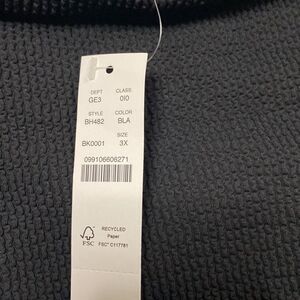 DEPT CLASS
GE3 010
STYLE COLOR
BH482 BLA
SIZE
BK0001 3X
099106606271
RECYCLED
Paper
FSC
FSC® C117781